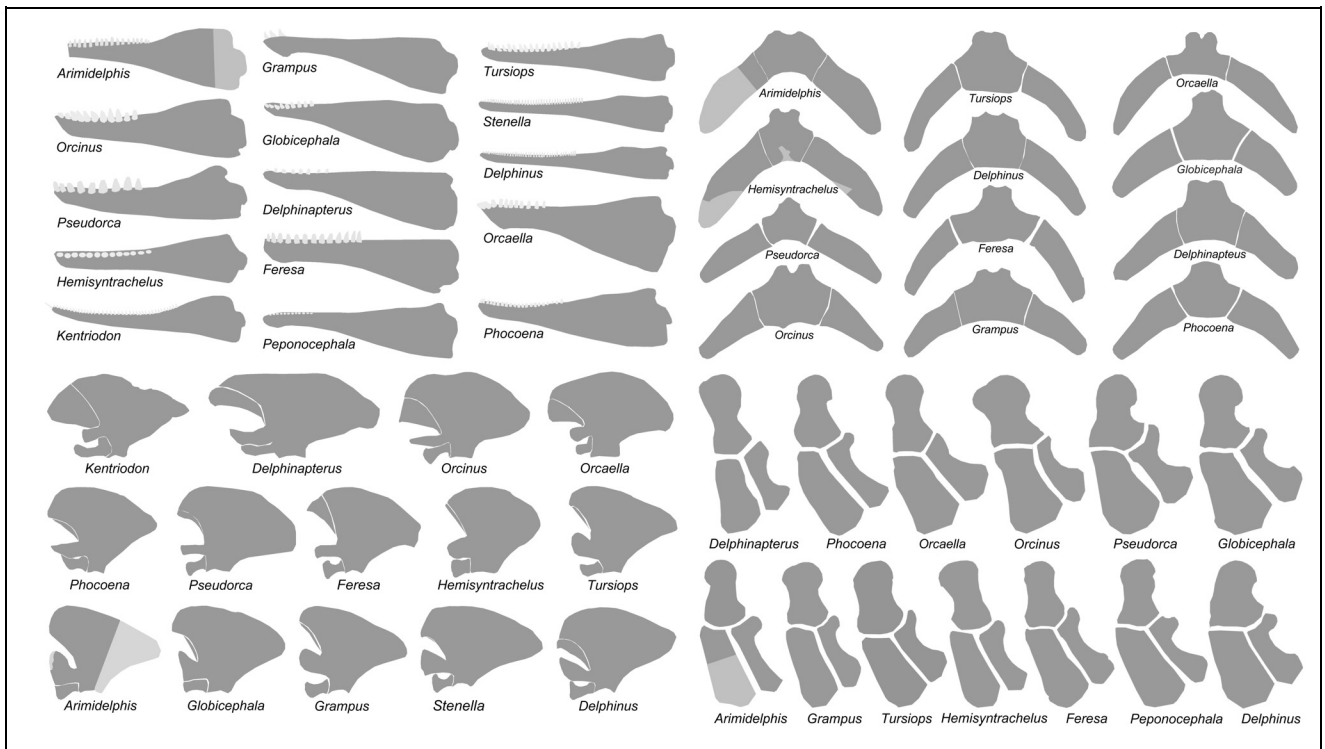 Arimidelphis
Grampus
Tursiops
Orcinus
Globicephala
Stenella
Delphinus
Pseudorca
Delphinapterus
Orcaella
Hemisyntrachelus
Feresa
Kentriodon
Peponocephala
Phocoena
Arimidelphis
Tursiops
Orcaella
Hemisyntrachelus
Delphinus
Globicephala
Pseudorca
Feresa
Delphinapteus
Orcinus
Grampus
Phocoena
Kentriodon Delphinapterus Orcinus Orcaella
Phocoena Pseudorca Feresa Hemisyntrachelus Tursiops
Arimidelphis Globicephala Grampus Stenella Delphinus
Delphinapterus Phocoena Orcaella Orcinus Pseudorca Globicephala
Arimidelphis Grampus Tursiops Hemisyntrachelus Feresa Peponocephala Delphinus